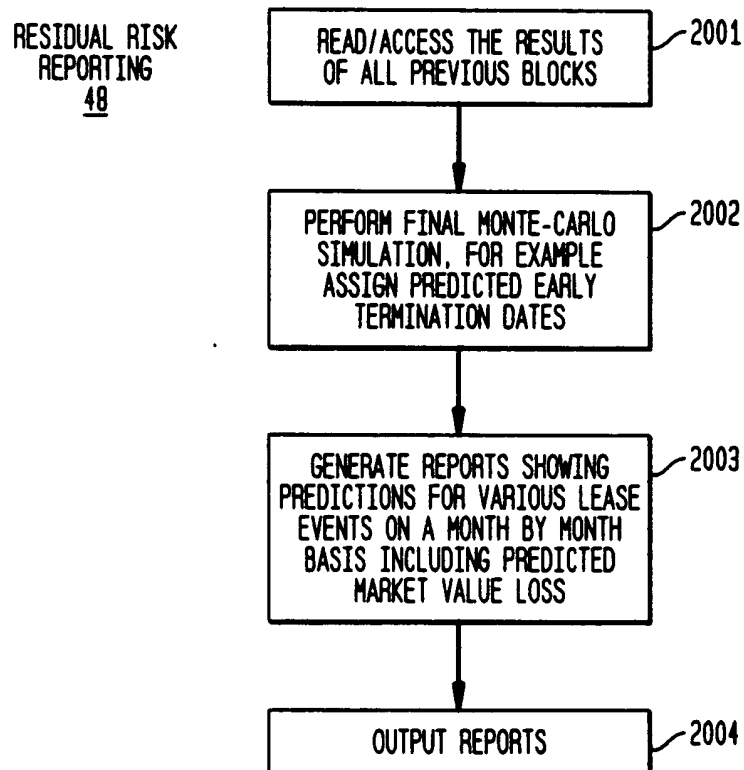 RESIDUAL RISK
REPORTING
48
READ/ACCESS THE RESULTS
OF ALL PREVIOUS BLOCKS
2001
PERFORM FINAL MONTE-CARLO
SIMULATION, FOR EXAMPLE
ASSIGN PREDICTED EARLY
TERMINATION DATES
2002
GENERATE REPORTS SHOWING
PREDICTIONS FOR VARIOUS LEASE
EVENTS ON A MONTH BY MONTH
BASIS INCLUDING PREDICTED
MARKET VALUE LOSS
2003
OUTPUT REPORTS
2004